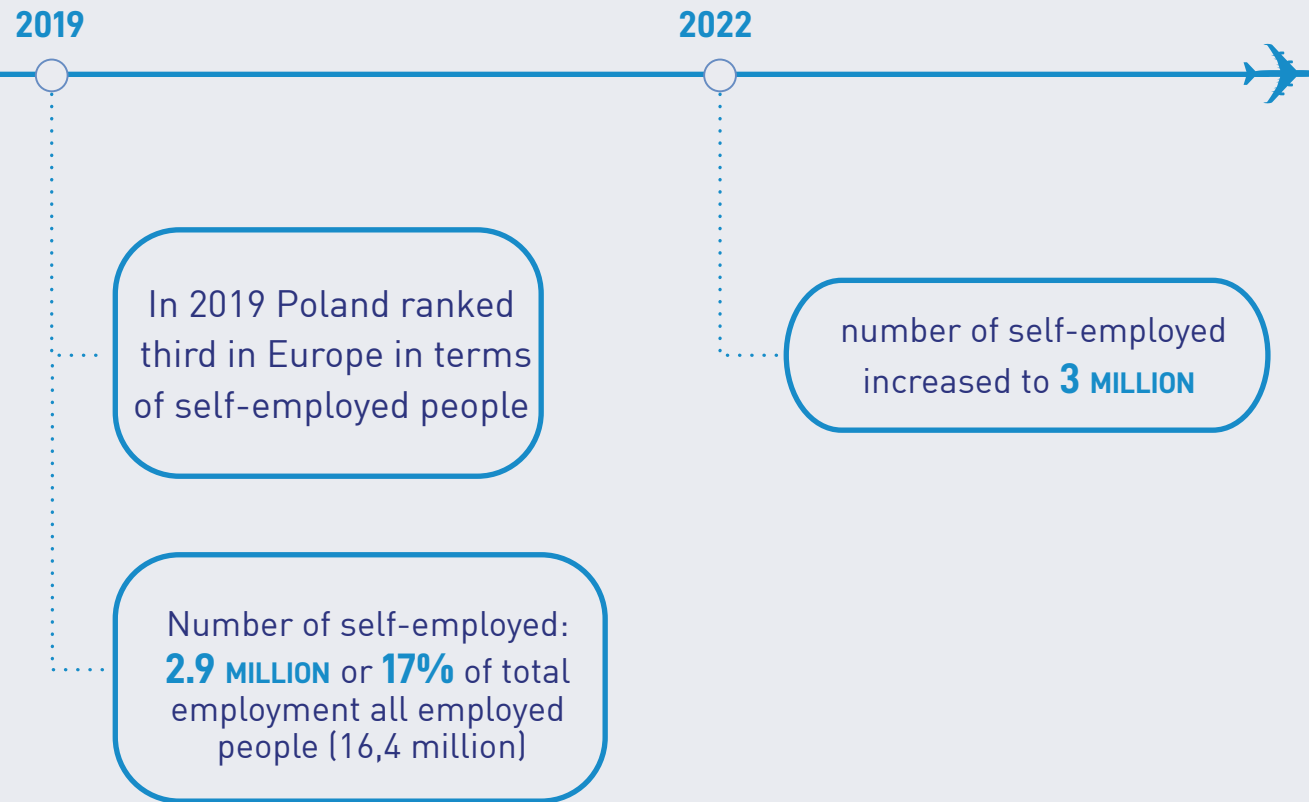 2019
2022
In 2019 Poland ranked
third in Europe in terms
of self-employed people
number of self-employed
increased to 3 MILLION
Number of self-employed:
2.9 MILLION or 17% of total
employment all employed
people (16,4 million)